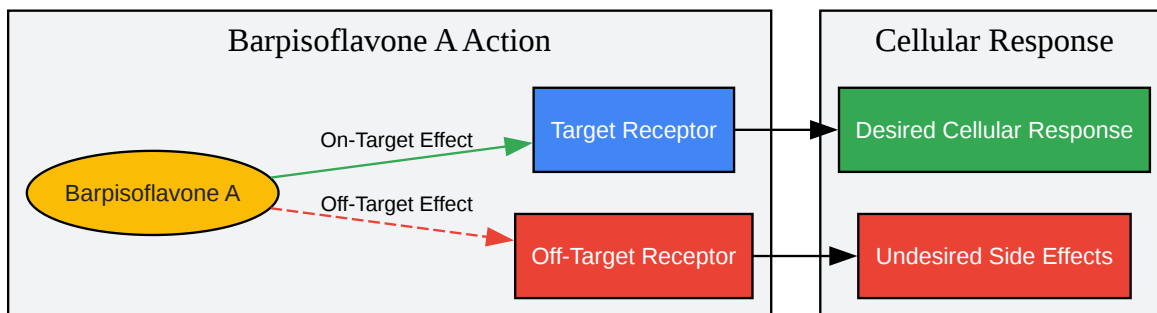 Barpisoflavone A Action
Cellular Response
On-Target Effect
Target Receptor
Desired Cellular Response
Barpisoflavone A
Off-Target Effect
Off-Target Receptor
Undesired Side Effects